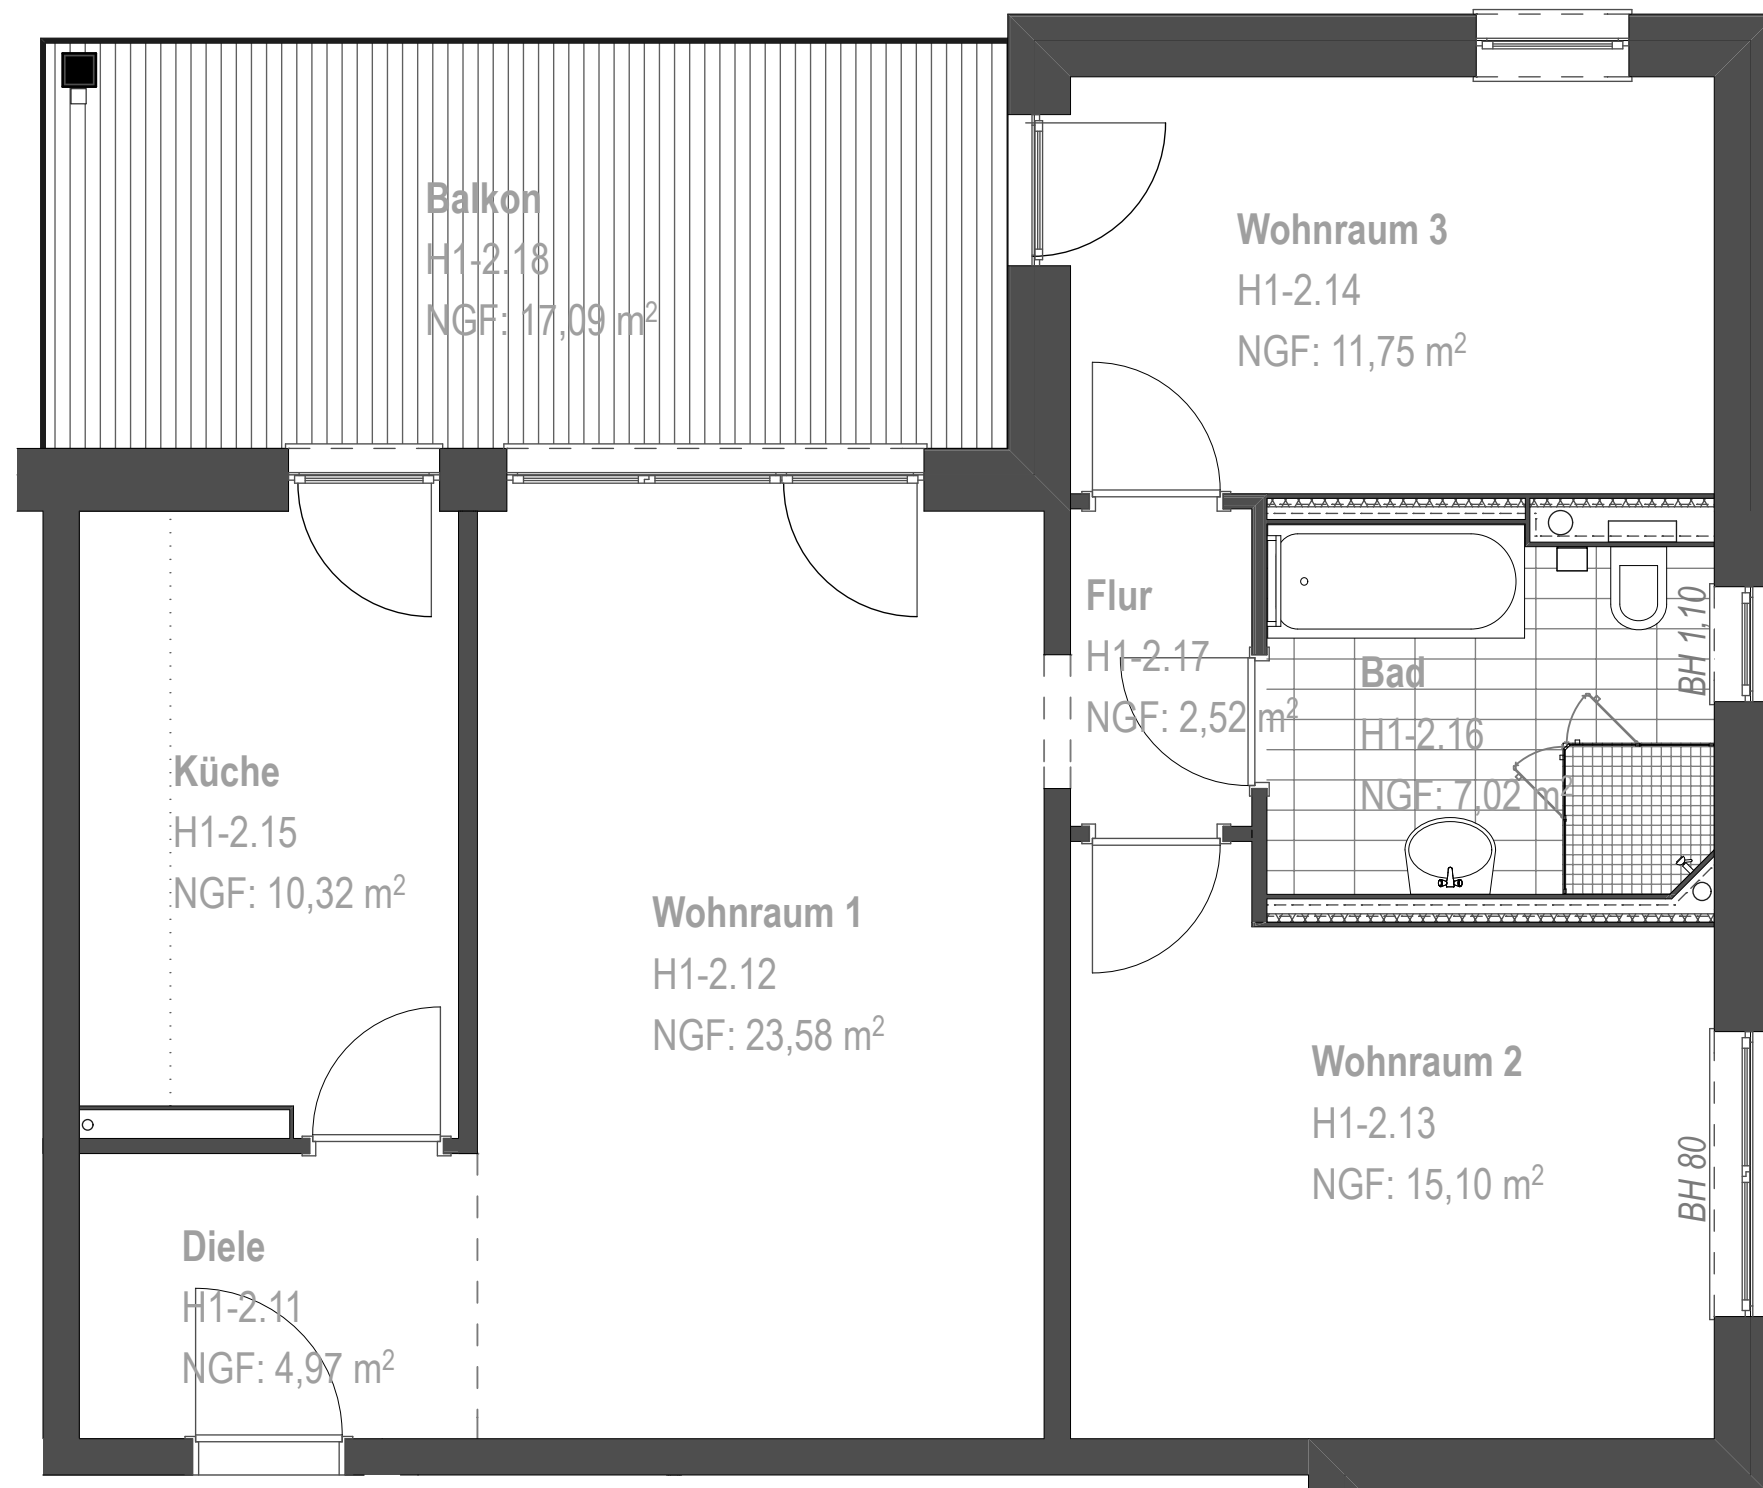 Balkon
H1-2.18
NGF: 17,09 m²
Wohnraum 3
H1-2.14
NGF: 11,75 m²
Flur
H1-2.17
NGF: 2,52 m²
Bad
H1-2.16
NGF: 7,02 m²
BH 1,10
Küche
H1-2.15
NGF: 10,32 m²
Wohnraum 1
H1-2.12
NGF: 23,58 m²
Wohnraum 2
H1-2.13
NGF: 15,10 m²
BH 80
Diele
H1-2.11
NGF: 4,97 m²